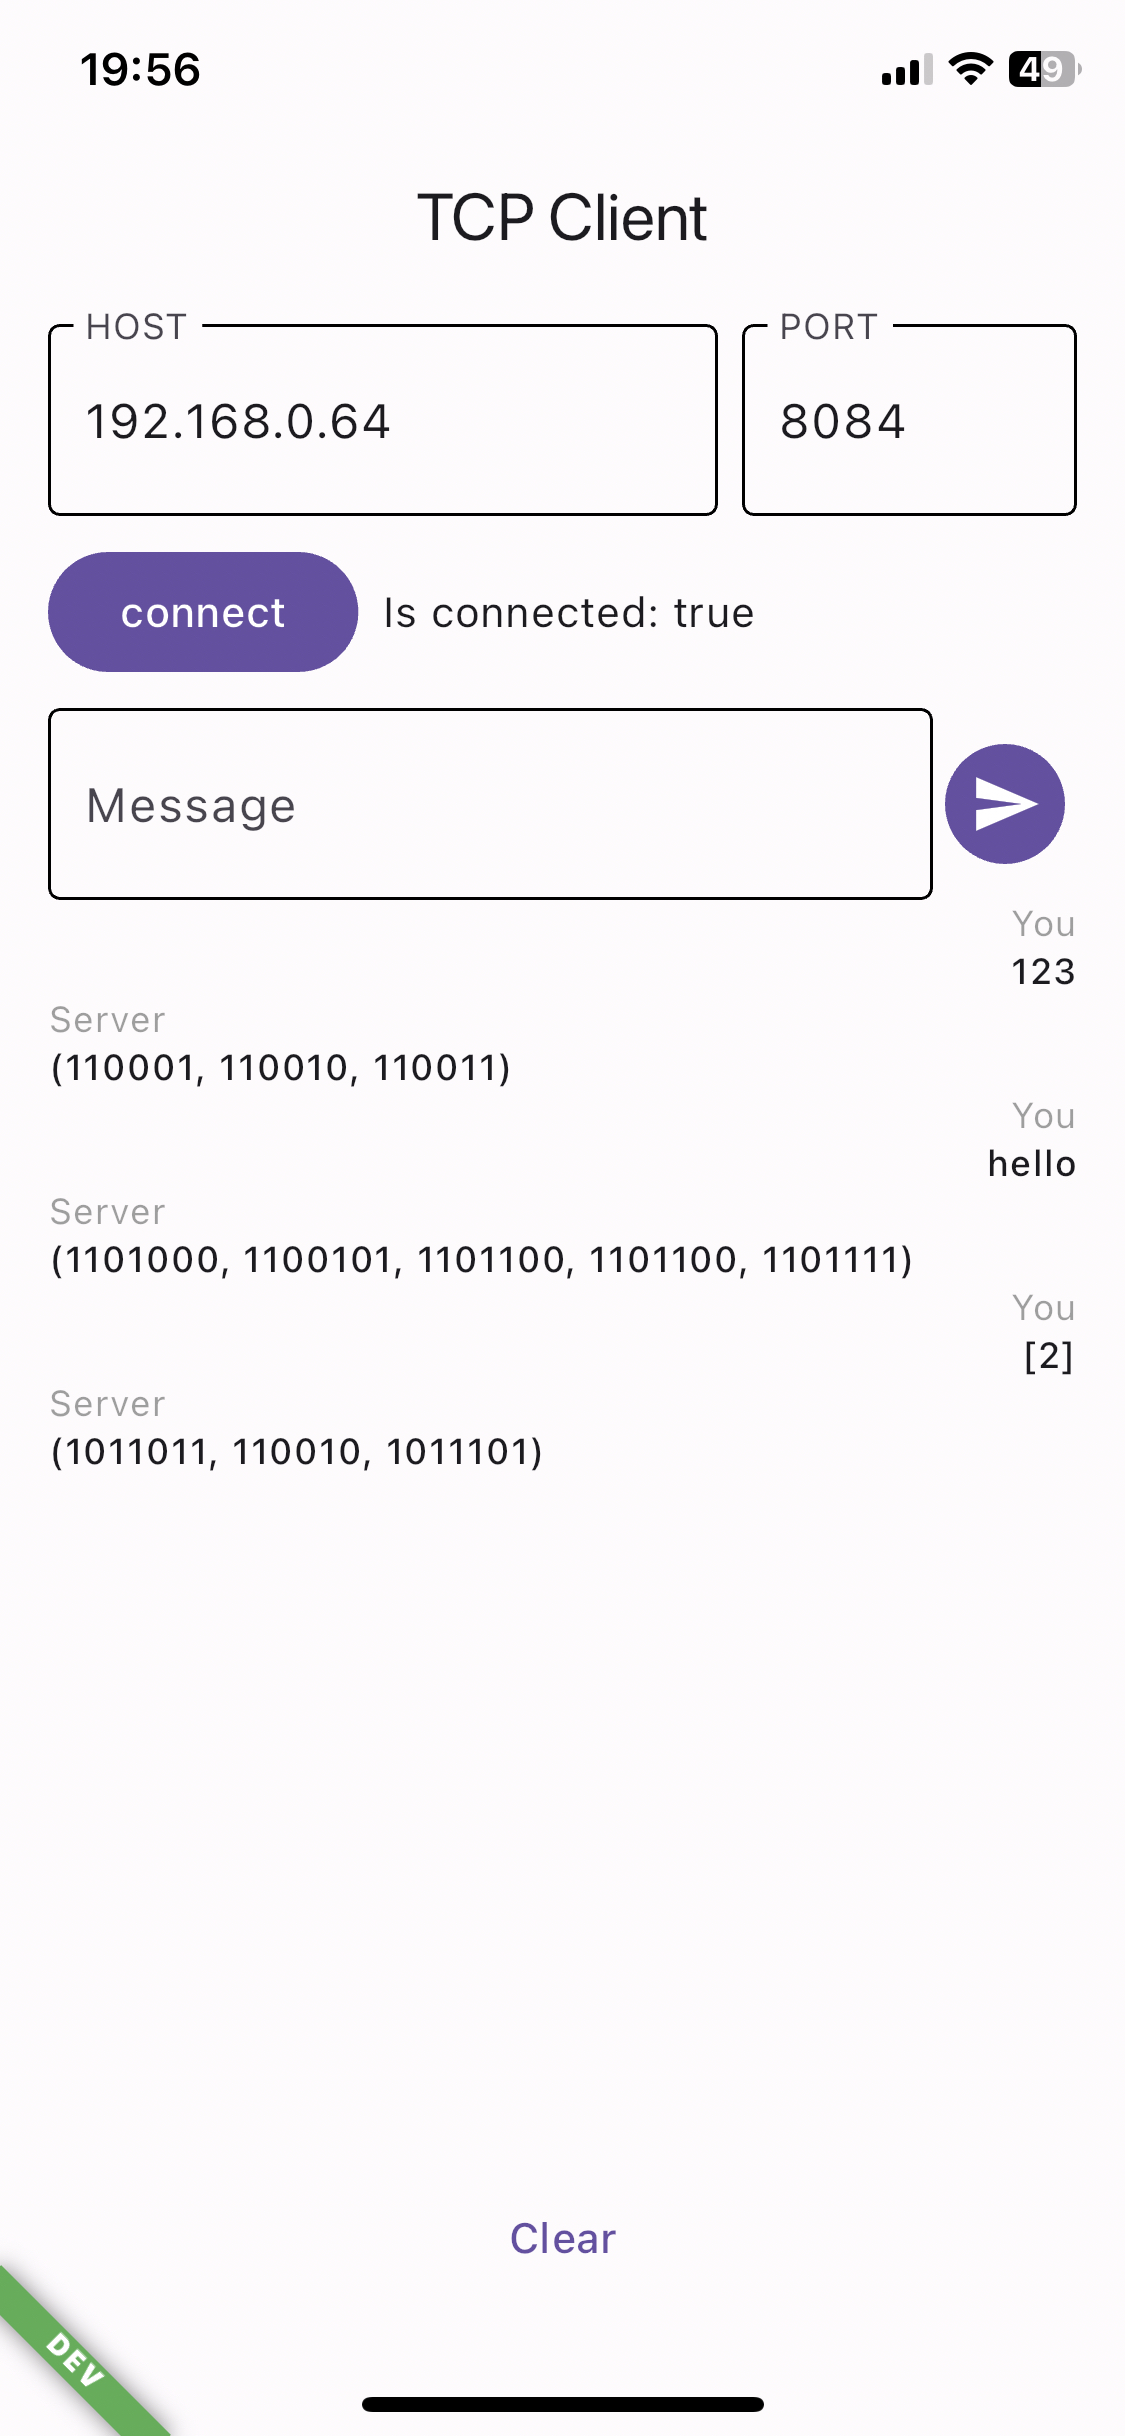 19:56
49
TCP Client
HOST
PORT
192.168.0.64
8084
connect
Is connected: true
Message
You
123
Server
(110001, 110010, 110011)
You
hello
Server
(1101000, 1100101, 1101100, 1101100, 1101111)
You
[2]
Server
(1011011, 110010, 1011101)
Clear
DEV